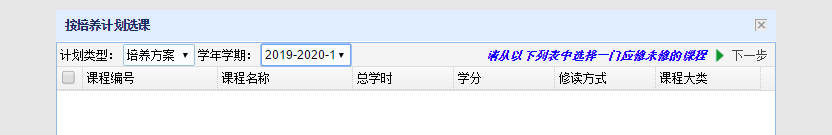 按培养计划选课
计划类型: 培养方案 学年学期: 2019-2020-1 请从以下列表中选择一门应修未修的课程 下一步
课程编号 课程名称 总学时 学分 修读方式 课程大类